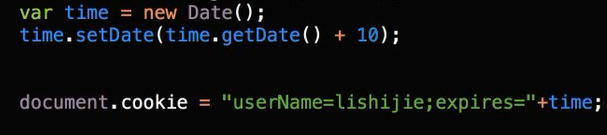 var time = new Date();
time.setDate(time.getDate() + 10);
document.cookie = "userName=lishijie;expires="+time;